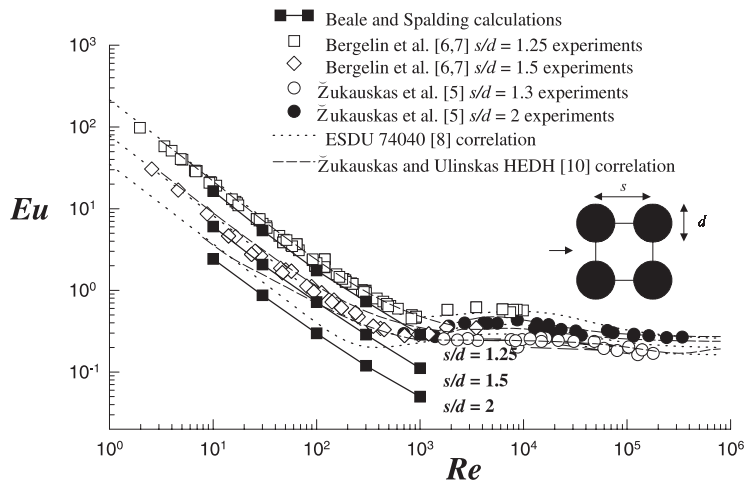 Beale and Spalding calculations
Bergelin et al. [6,7] s/d = 1.25 experiments
Bergelin et al. [6,7] s/d = 1.5 experiments
Žukauskas et al. [5] s/d = 1.3 experiments
Žukauskas et al. [5] s/d = 2 experiments
ESDU 74040 [8] correlation
Žukauskas and Ulinskas HEDH [10] correlation
s
d
Eu
10³
10²
10¹
10⁰
10⁻¹
s/d = 1.25
s/d = 1.5
s/d = 2
10⁰ 10¹ 10² 10³ 10⁴ 10⁵ 10⁶
Re